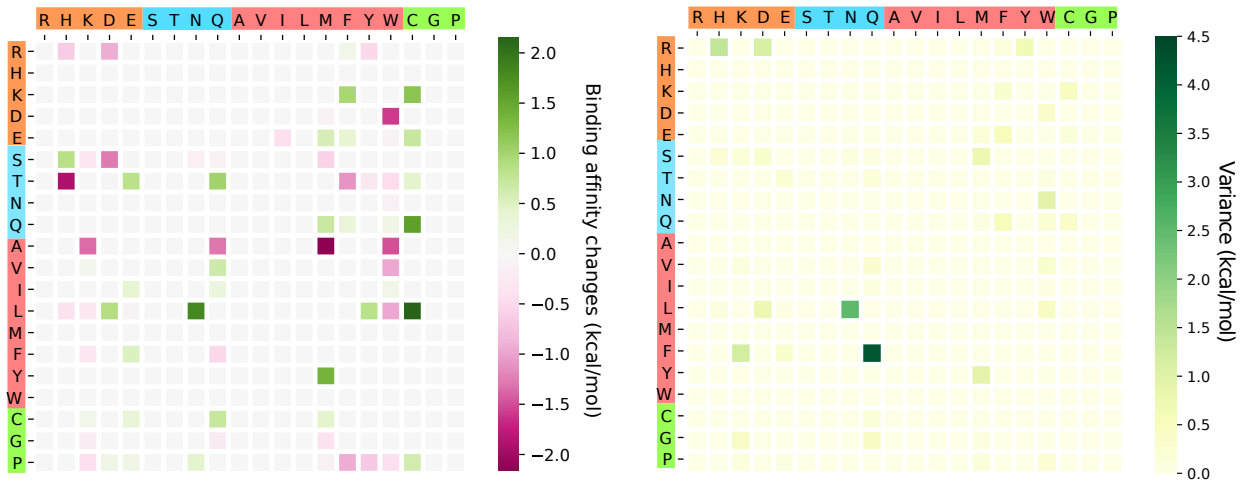 R H K D E S T N Q A V I L M F Y W C G P
R
H
K
D
E
S
T
N
Q
A
V
I
L
M
F
Y
W
C
G
P
2.0
1.5
1.0
0.5
0.0
−0.5
−1.0
−1.5
−2.0
Binding affinity changes (kcal/mol)
R H K D E S T N Q A V I L M F Y W C G P
R
H
K
D
E
S
T
N
Q
A
V
I
L
M
F
Y
W
C
G
P
4.5
4.0
3.5
3.0
2.5
2.0
1.5
1.0
0.5
0.0
Variance (kcal/mol)